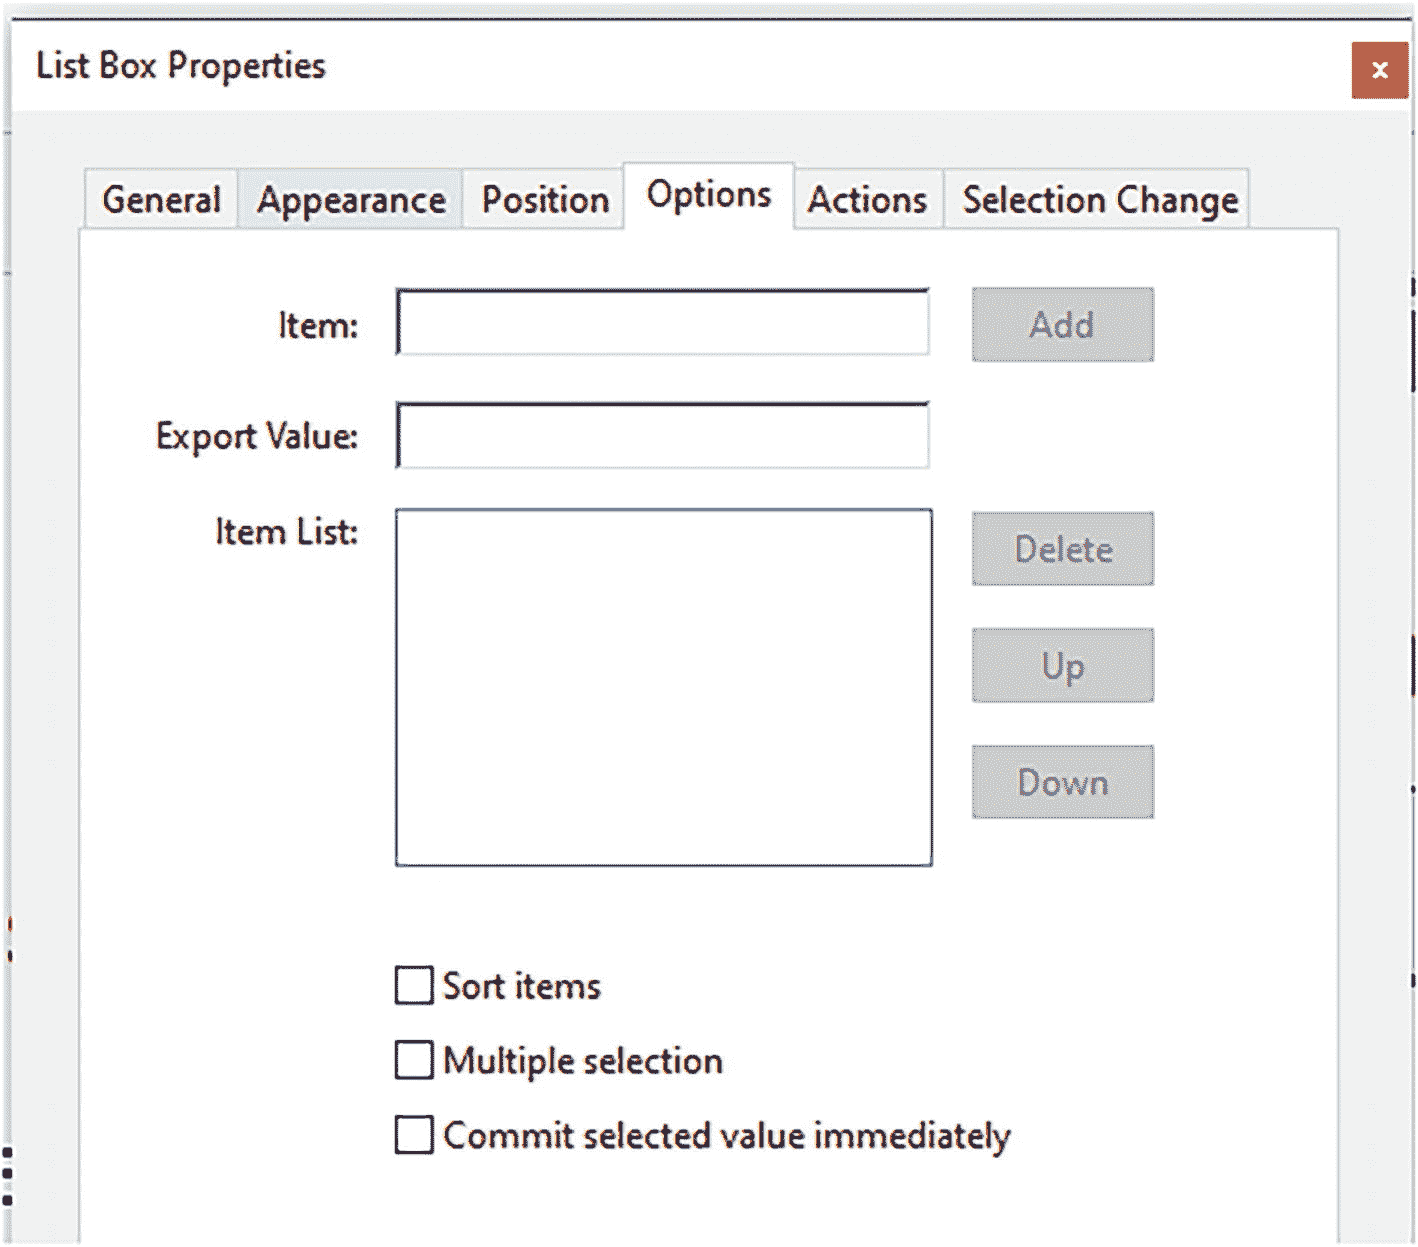 List Box Properties
x
General Appearance Position Options Actions Selection Change
Item: Add
Export Value:
Item List: Delete
Up
Down
Sort items
Multiple selection
Commit selected value immediately